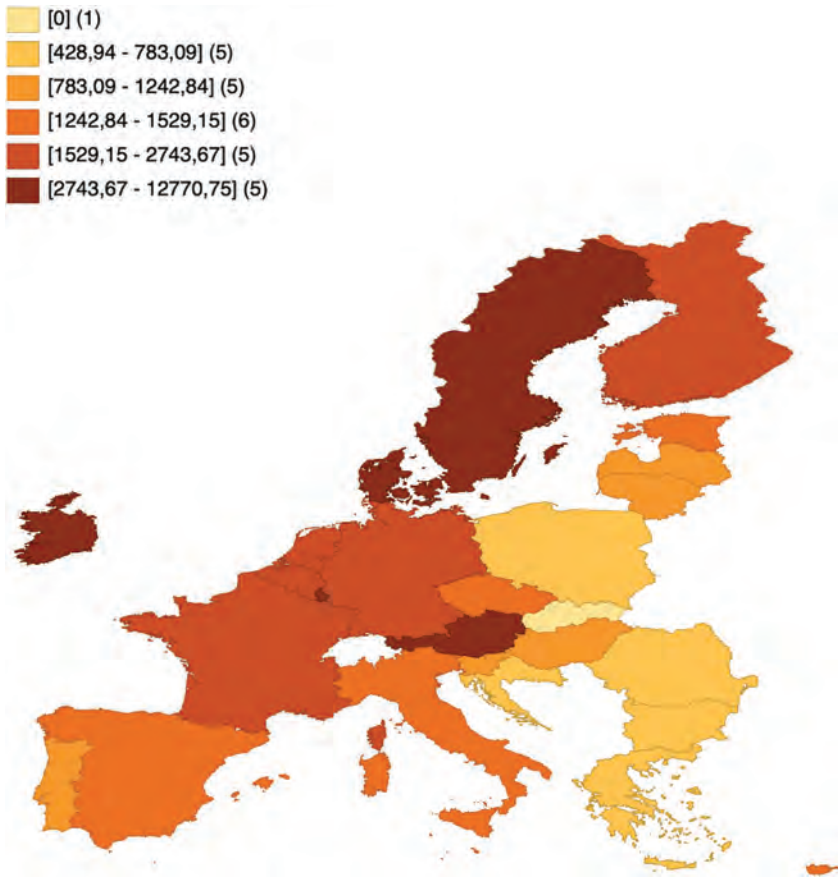 [0] (1)
[428,94 - 783,09] (5)
[783,09 - 1242,84] (5)
[1242,84 - 1529,15] (6)
[1529,15 - 2743,67] (5)
[2743,67 - 12770,75] (5)